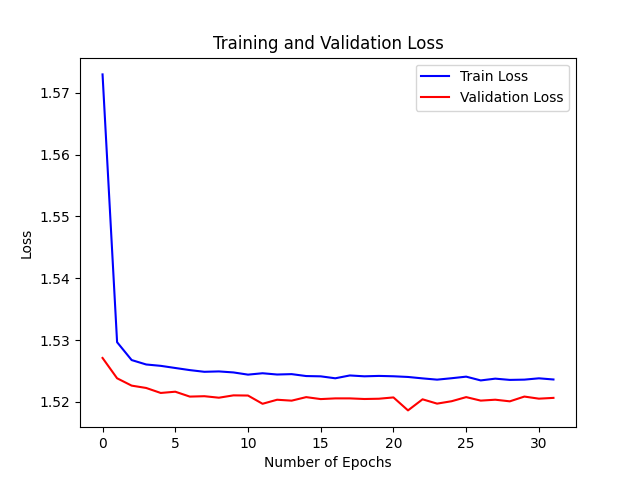 Training and Validation Loss
Train Loss
Validation Loss
1.57
1.56
1.55
1.54
1.53
1.52
Loss
0 5 10 15 20 25 30
Number of Epochs